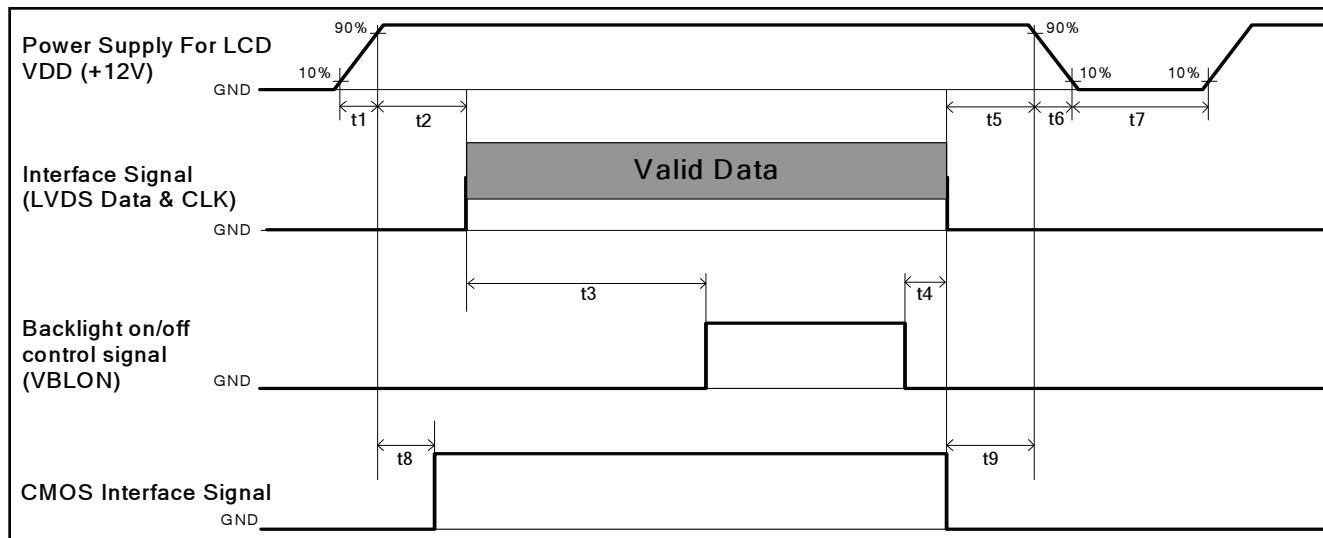 Power Supply For LCD
VDD (+12V)
90%
90%
10%
10%
10%
GND
t1
t2
t5
t6
t7
Valid Data
Interface Signal
(LVDS Data & CLK)
GND
t3
t4
Backlight on/off
control signal
(VBLON)
GND
t8
t9
CMOS Interface Signal
GND